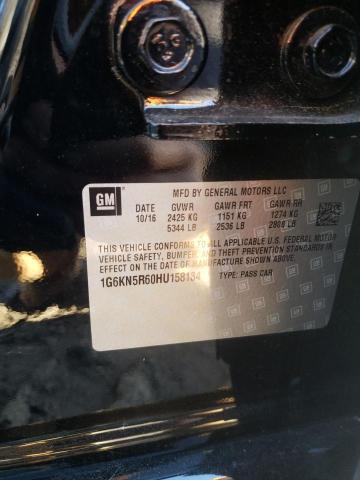 GM
MFD BY GENERAL MOTORS LLC
DATE GVWR GAWR FRT GAWR RR
10/16 2425 KG 1151 KG 1274 KG
5344 LB 2536 LB 2808 LB
THIS VEHICLE CONFORMS TO ALL APPLICABLE U.S. FEDERAL MOTOR
VEHICLE SAFETY, BUMPER, AND THEFT PREVENTION STANDARDS IN
EFFECT ON THE DATE OF MANUFACTURE SHOWN ABOVE.
1G6KN5R60HU158134 TYPE: PASS CAR